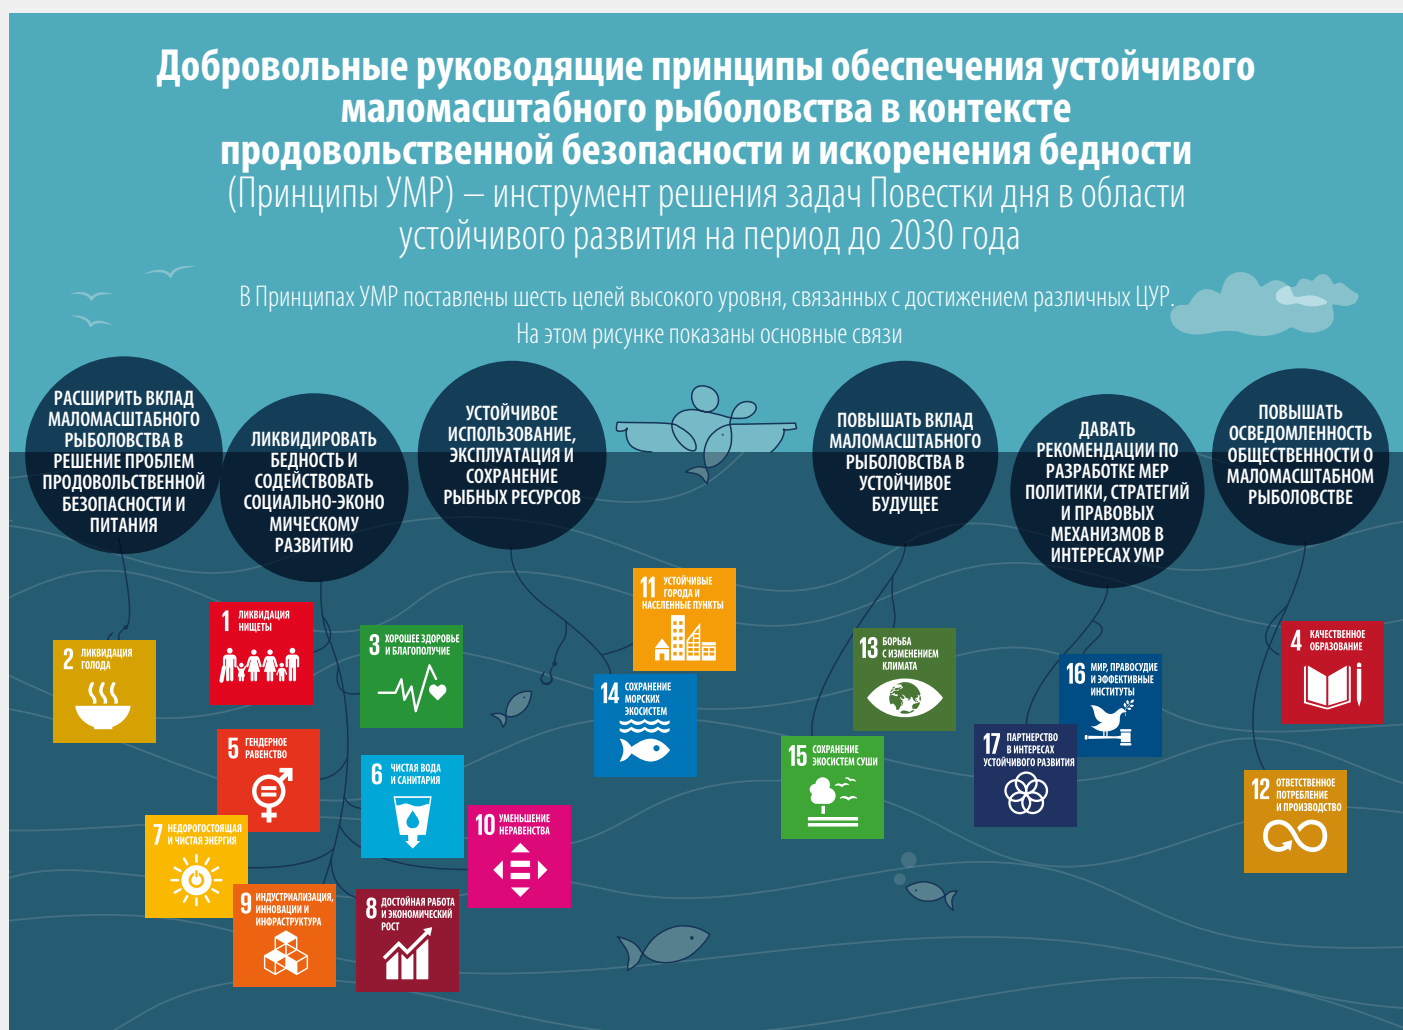 Добровольные руководящие принципы обеспечения устойчивого
маломасштабного рыболовства в контексте
продовольственной безопасности и искоренения бедности
(Принципы УМР) – инструмент решения задач Повестки дня в области
устойчивого развития на период до 2030 года
В Принципах УМР поставлены шесть целей высокого уровня, связанных с достижением различных ЦУР.
На этом рисунке показаны основные связи
РАСШИРИТЬ ВКЛАД
МАЛОМАСШТАБНОГО
РЫБОЛОВСТВА В
РЕШЕНИЕ ПРОБЛЕМ
ПРОДОВОЛЬСТВЕННОЙ
БЕЗОПАСНОСТИ И
ПИТАНИЯ
ЛИКВИДИРОВАТЬ
БЕДНОСТЬ И
СОДЕЙСТВОВАТЬ
СОЦИАЛЬНО-ЭКОНО
МИЧЕСКОМУ
РАЗВИТИЮ
УСТОЙЧИВОЕ
ИСПОЛЬЗОВАНИЕ,
ЭКСПЛУАТАЦИЯ И
СОХРАНЕНИЕ
РЫБНЫХ РЕСУРСОВ
ПОВЫШАТЬ ВКЛАД
МАЛОМАСШТАБНОГО
РЫБОЛОВСТВА В
УСТОЙЧИВОЕ
БУДУЩЕЕ
ДАВАТЬ
РЕКОМЕНДАЦИИ ПО
РАЗРАБОТКЕ МЕР
ПОЛИТИКИ, СТРАТЕГИЙ
И ПРАВОВЫХ
МЕХАНИЗМОВ В
ИНТЕРЕСАХ УМР
ПОВЫШАТЬ
ОСВЕДОМЛЕННОСТЬ
ОБЩЕСТВЕННОСТИ О
МАЛОМАСШТАБНОМ
РЫБОЛОВСТВЕ
2 ЛИКВИДАЦИЯ
ГОЛОДА
1 ЛИКВИДАЦИЯ
НИЩЕТЫ
3 ХОРОШЕЕ ЗДОРОВЬЕ
И БЛАГОПОЛУЧИЕ
5 ГЕНДЕРНОЕ
РАВЕНСТВО
6 ЧИСТАЯ ВОДА
И САНИТАРИЯ
7 НЕДОРОГОСТОЯЩАЯ
И ЧИСТАЯ ЭНЕРГИЯ
10 УМЕНЬШЕНИЕ
НЕРАВЕНСТВА
9 ИНДУСТРИАЛИЗАЦИЯ,
ИННОВАЦИИ И
ИНФРАСТРУКТУРА
8 ДОСТОЙНАЯ РАБОТА
И ЭКОНОМИЧЕСКИЙ
РОСТ
11 УСТОЙЧИВЫЕ
ГОРОДА И
НАСЕЛЕННЫЕ ПУНКТЫ
14 СОХРАНЕНИЕ
МОРСКИХ
ЭКОСИСТЕМ
13 БОРЬБА
С ИЗМЕНЕНИЕМ
КЛИМАТА
15 СОХРАНЕНИЕ
ЭКОСИСТЕМ СУШИ
16 МИР, ПРАВОСУДИЕ
И ЭФФЕКТИВНЫЕ
ИНСТИТУТЫ
17 ПАРТНЕРСТВО
В ИНТЕРЕСАХ
УСТОЙЧИВОГО РАЗВИТИЯ
4 КАЧЕСТВЕННОЕ
ОБРАЗОВАНИЕ
12 ОТВЕТСТВЕННОЕ
ПОТРЕБЛЕНИЕ
И ПРОИЗВОДСТВО